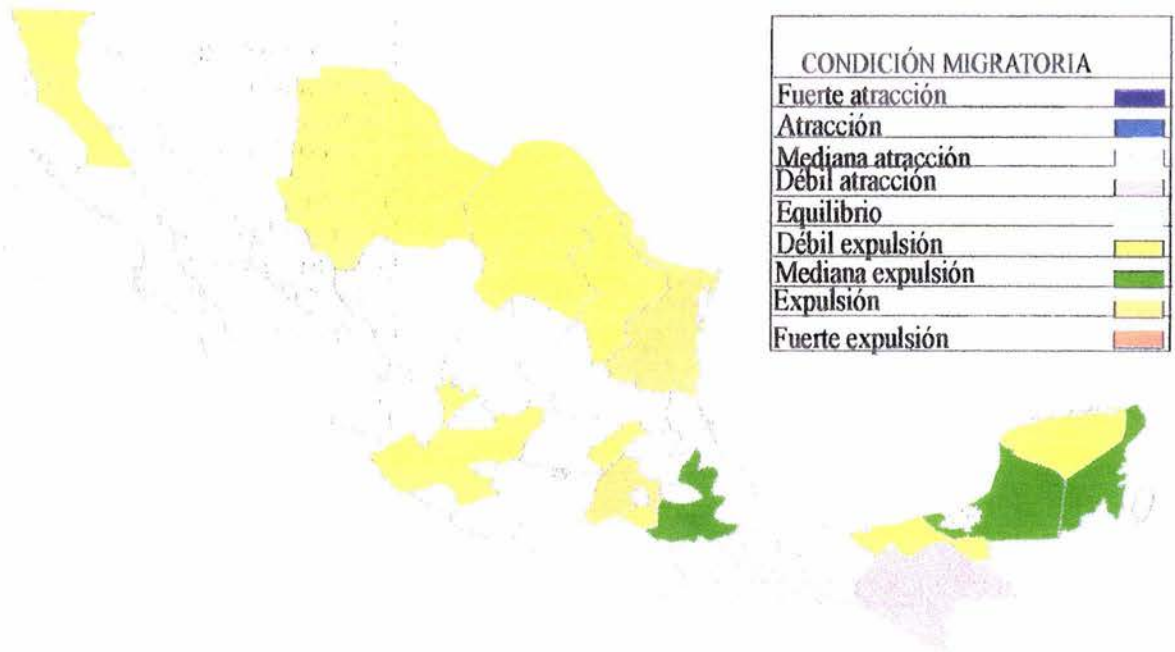 CONDICIÓN MIGRATORIA
Fuerte atracción
Atracción
Mediana atracción
Débil atracción
Equilibrio
Débil expulsión
Mediana expulsión
Expulsión
Fuerte expulsión